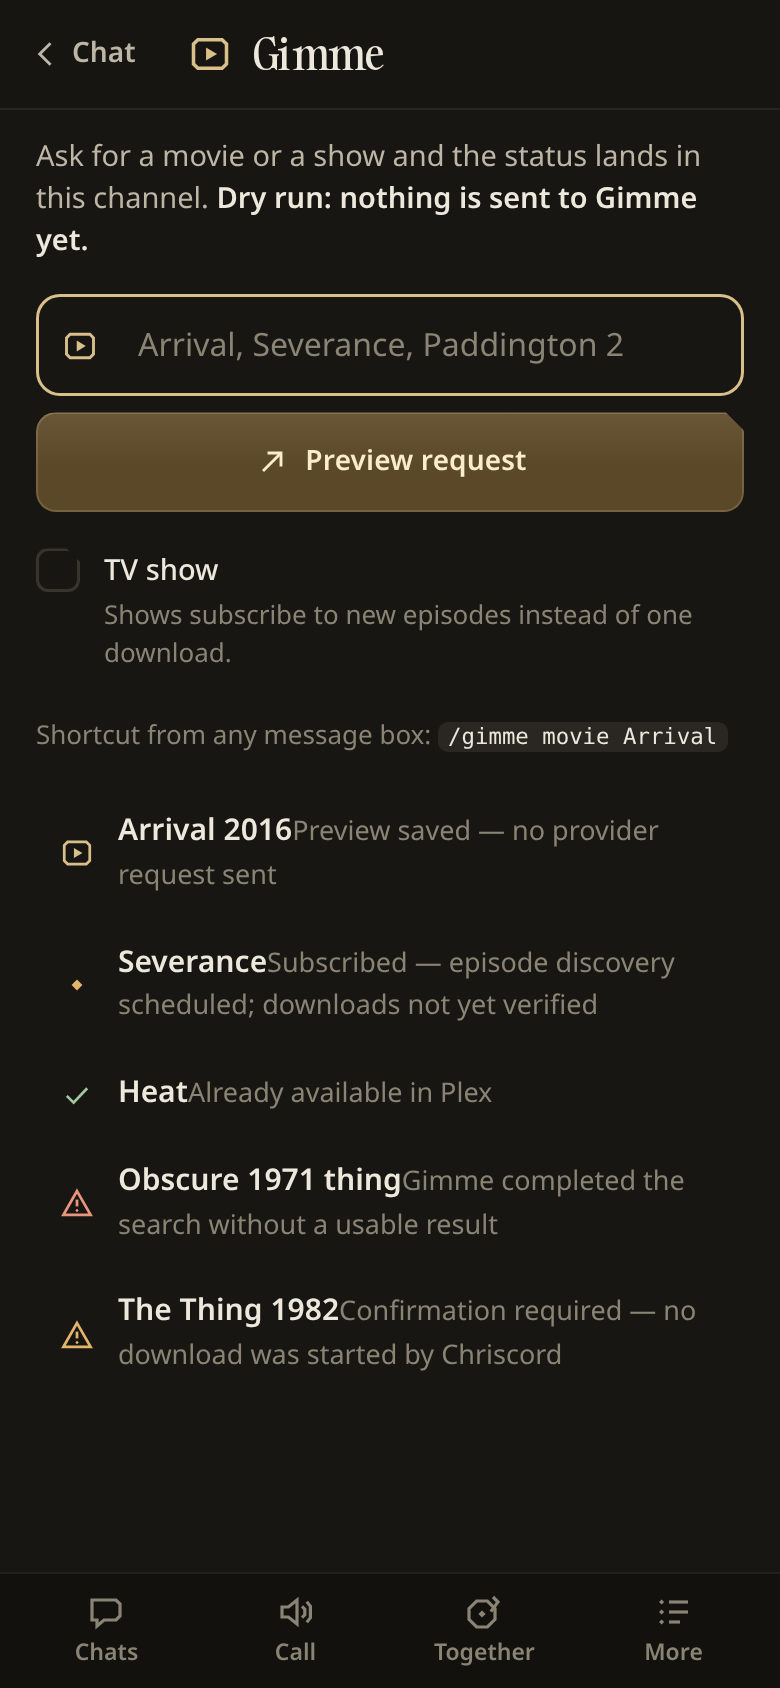 Chat
Gimme
Ask for a movie or a show and the status lands in
this channel. Dry run: nothing is sent to Gimme
yet.
Arrival, Severance, Paddington 2
Preview request
TV show
Shows subscribe to new episodes instead of one
download.
Shortcut from any message box: /gimme movie Arrival
Arrival 2016Preview saved — no provider
request sent
SeveranceSubscribed — episode discovery
scheduled; downloads not yet verified
HeatAlready available in Plex
Obscure 1971 thingGimme completed the
search without a usable result
The Thing 1982Confirmation required — no
download was started by Chriscord
Chats
Call
Together
More